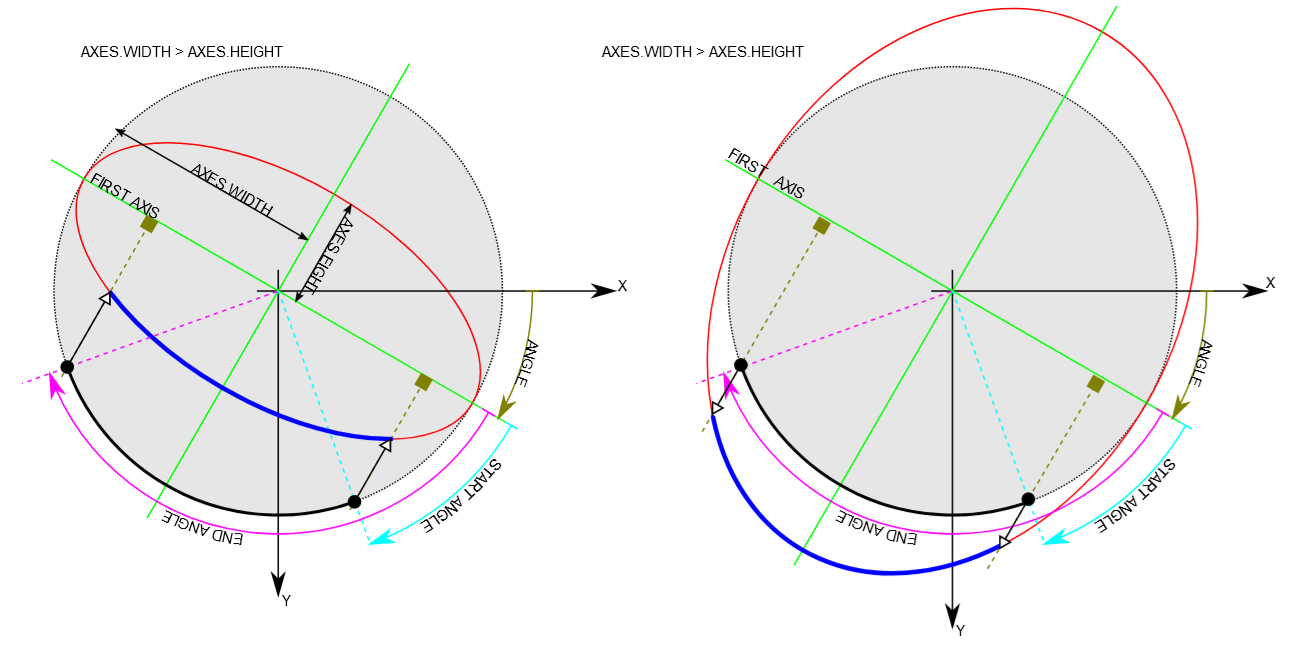 AXES.WIDTH > AXES.HEIGHT
FIRST AXIS
AXES.WIDTH
AXES.EIGHT
X
ANGLE
START ANGLE
END ANGLE
Y
AXES.WIDTH > AXES.HEIGHT
FIRST AXIS
X
ANGLE
START ANGLE
END ANGLE
Y